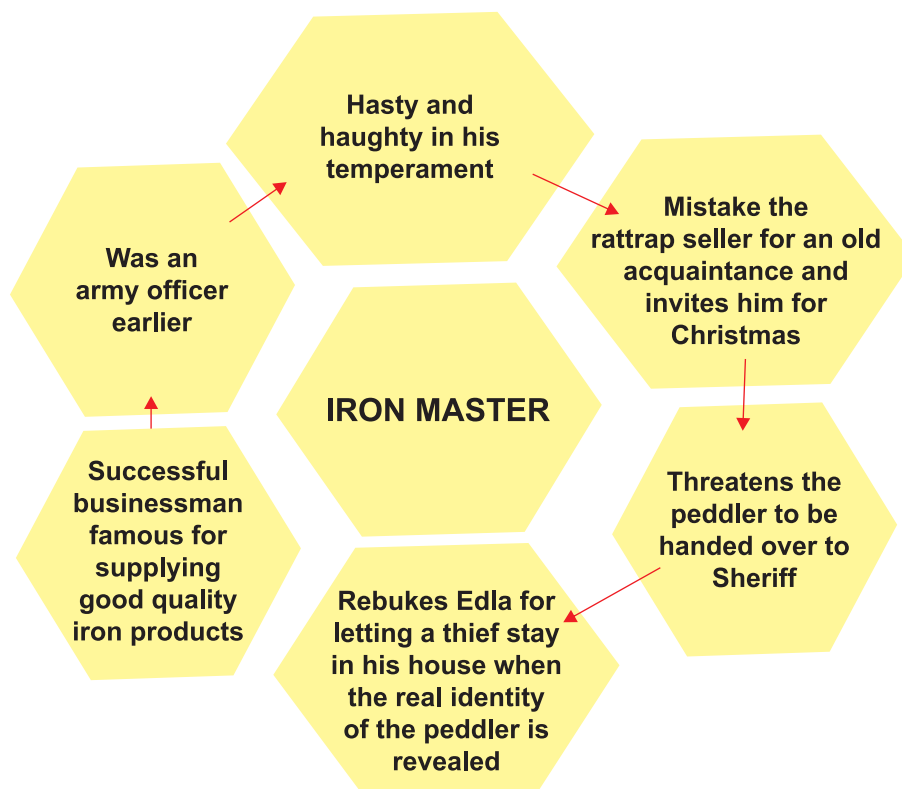 Hasty and
haughty in his
temperament
Mistake the
rattrap seller for an old
acquaintance and
invites him for
Christmas
Was an
army officer
earlier
IRON MASTER
Successful
businessman
famous for
supplying
good quality
iron products
Threatens the
peddler to be
handed over to
Sheriff
Rebukes Edla for
letting a thief stay
in his house when
the real identity
of the peddler is
revealed